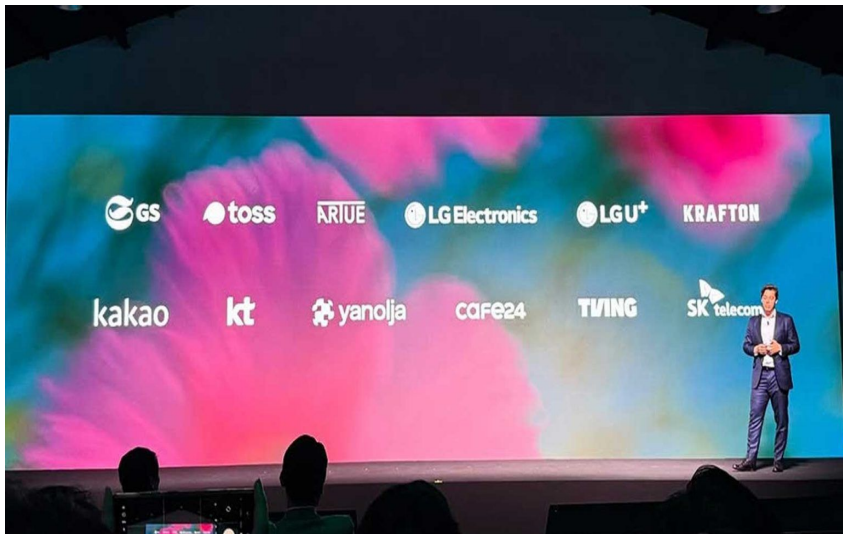 GS toss ARTUE LG Electronics LG U+ KRAFTON
kakao kt yanolja cafe24 TVING SK telecom